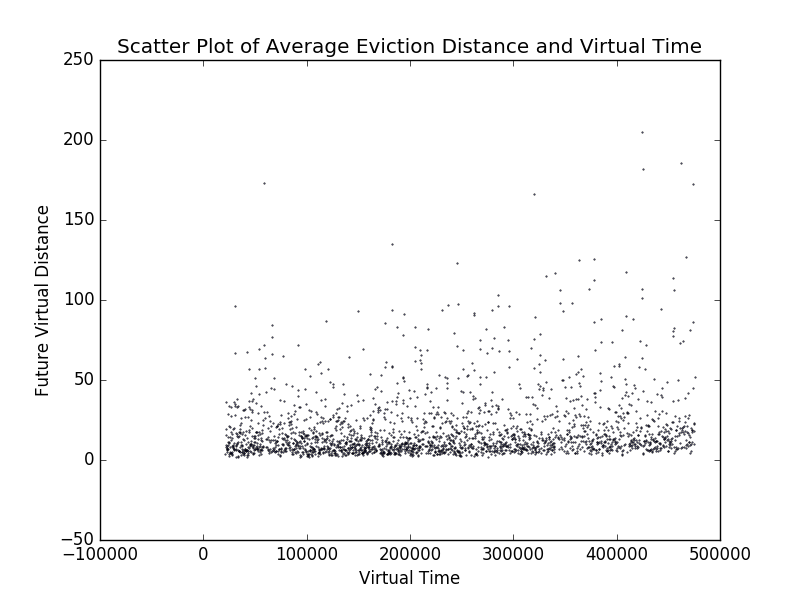 Scatter Plot of Average Eviction Distance and Virtual Time
250
200
150
100
50
0
−50
Future Virtual Distance
−100000 0 100000 200000 300000 400000 500000
Virtual Time